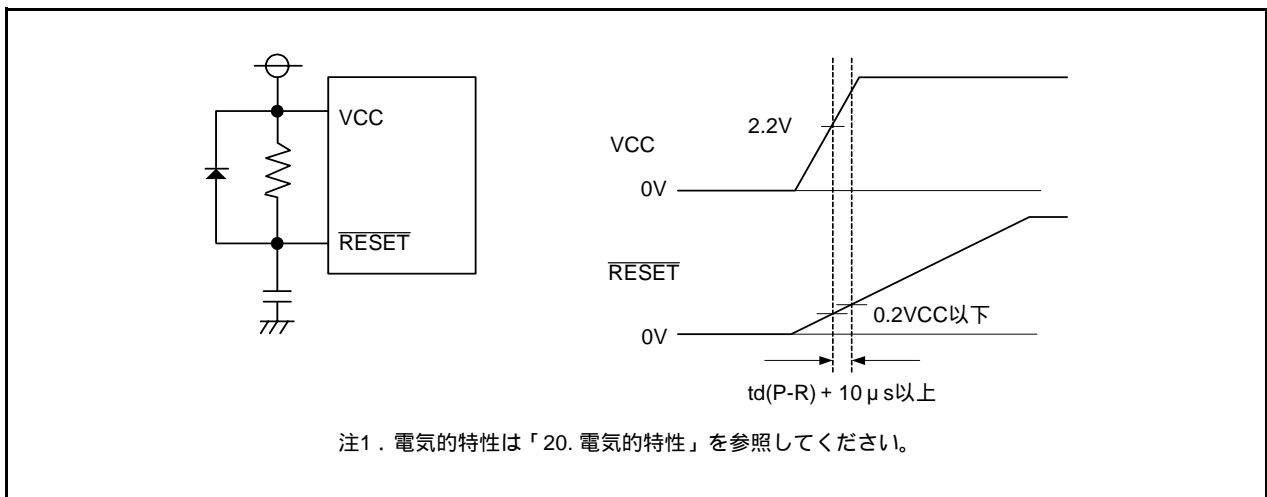 VCC
RESET
2.2V
VCC
0V
RESET
0.2VCC以下
0V
td(P-R) + 10 μ s以上
注1．電気的特性は「20. 電気的特性」を参照してください。